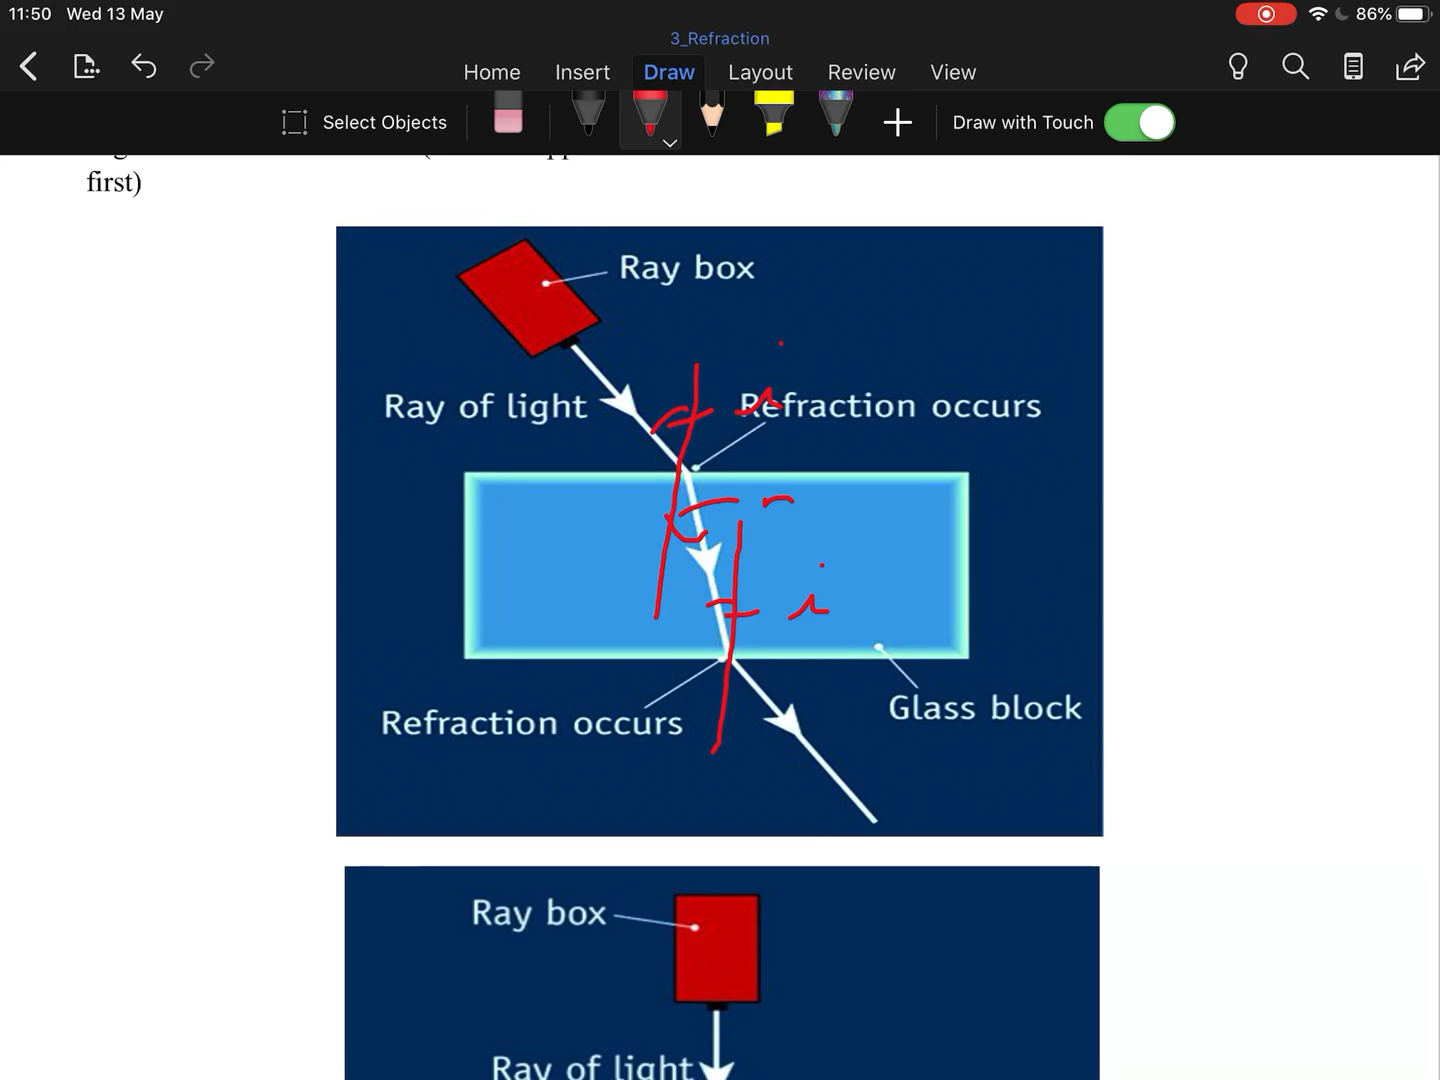 11:50 Wed 13 May 86%
3_Refraction
Home Insert Draw Layout Review View
Select Objects Draw with Touch
first)
Ray box
i
Ray of light
Refraction occurs
r
i
Refraction occurs
Glass block
Ray box
Ray of light